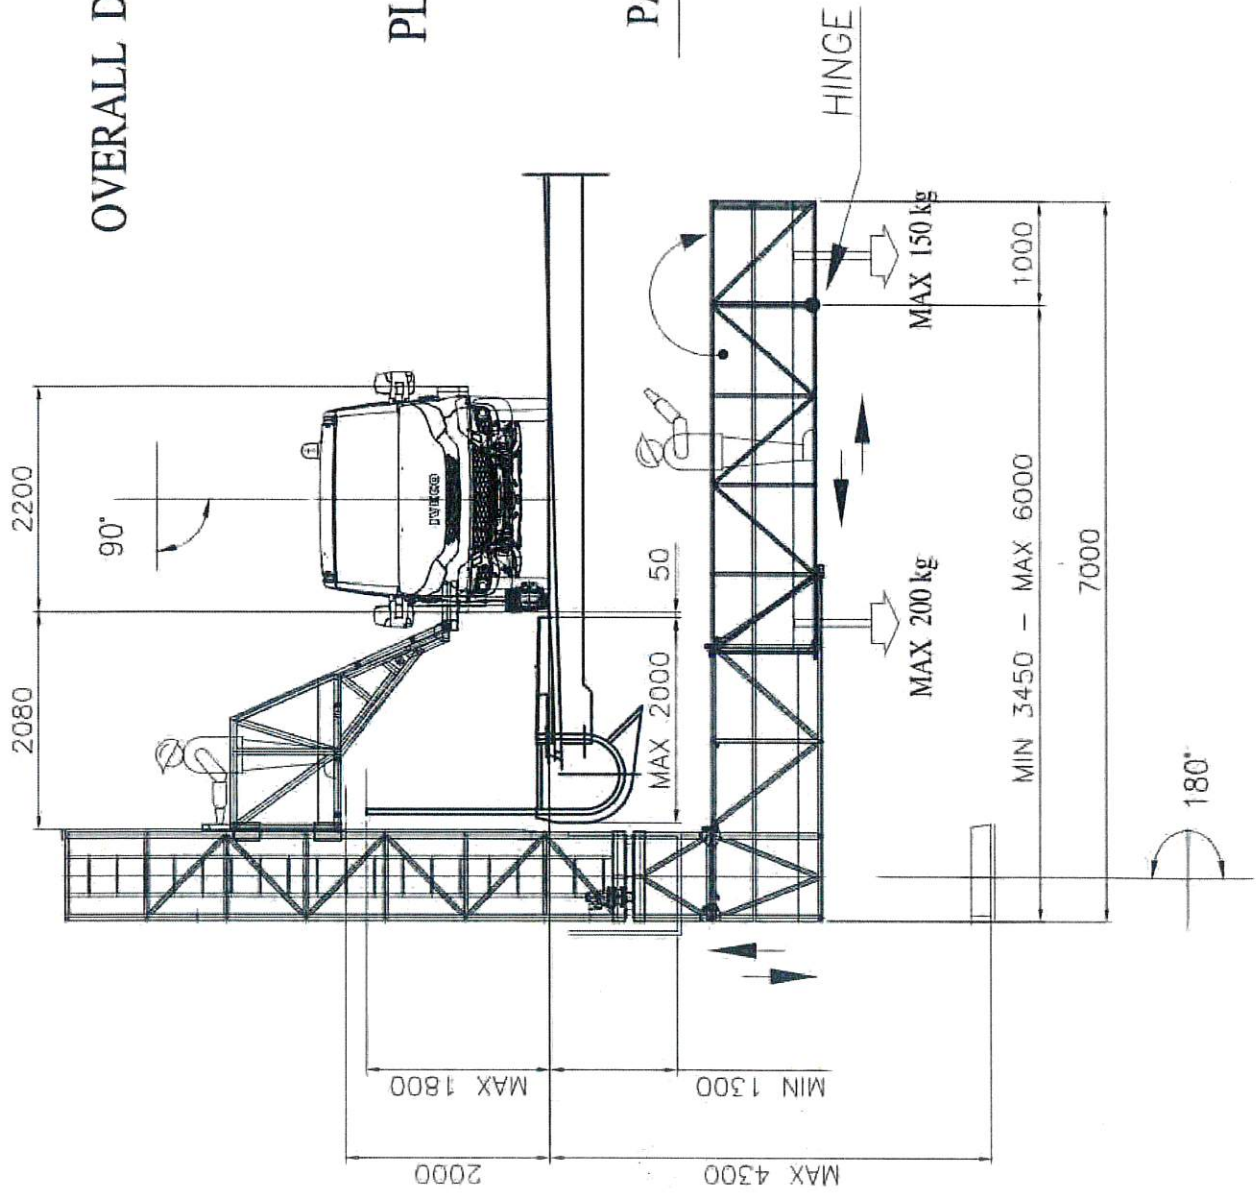 OVERALL D
PL
PA
HINGE
2200
2080
90°
IVECO
50
MAX 2000
MAX 150 kg
MAX 200 kg
1000
MIN 3450 – MAX 6000
7000
180°
MAX 1800
MIN 1300
2000
MAX 4300